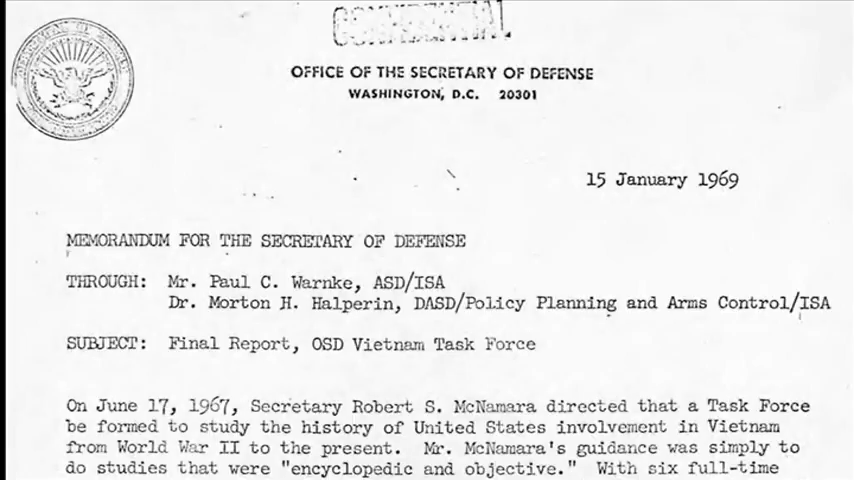 CONFIDENTIAL
OFFICE OF THE SECRETARY OF DEFENSE
WASHINGTON, D.C. 20301
15 January 1969
MEMORANDUM FOR THE SECRETARY OF DEFENSE
THROUGH: Mr. Paul C. Warnke, ASD/ISA
Dr. Morton H. Halperin, DASD/Policy Planning and Arms Control/ISA
SUBJECT: Final Report, OSD Vietnam Task Force
On June 17, 1967, Secretary Robert S. McNamara directed that a Task Force
be formed to study the history of United States involvement in Vietnam
from World War II to the present. Mr. McNamara's guidance was simply to
do studies that were "encyclopedic and objective." With six full-time